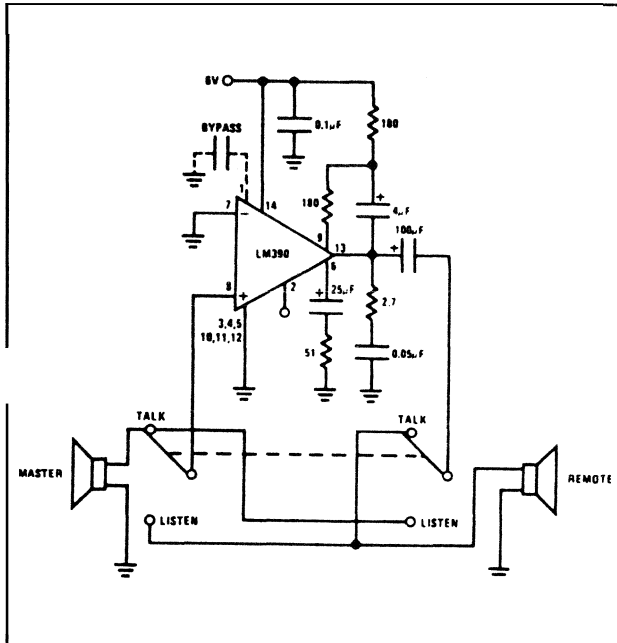 6V
BYPASS
0.1μF
180
1
14
7
180
4μF
−
9
+
100μF
LM390
13
+
6
8
+
2
+
25μF
2.7
3,4,5
10,11,12
51
0.05μF
TALK
TALK
MASTER
REMOTE
LISTEN
LISTEN